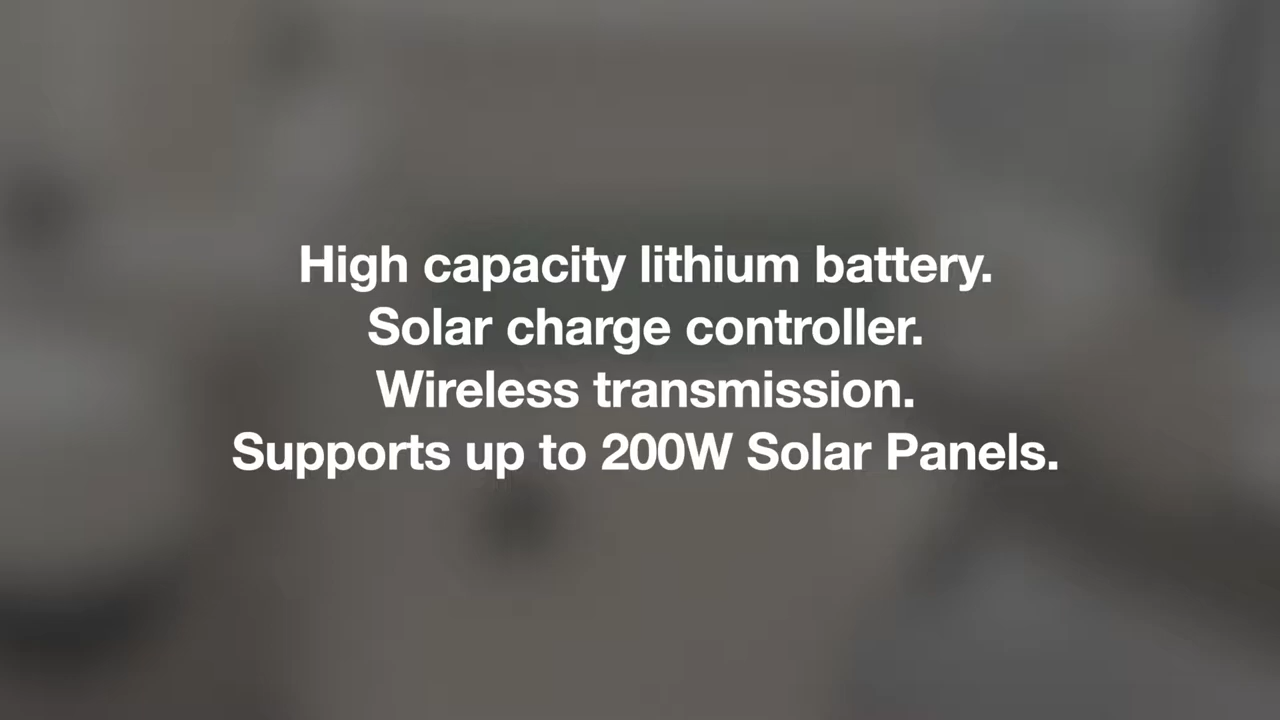 High capacity lithium battery.
Solar charge controller.
Wireless transmission.
Supports up to 200W Solar Panels.